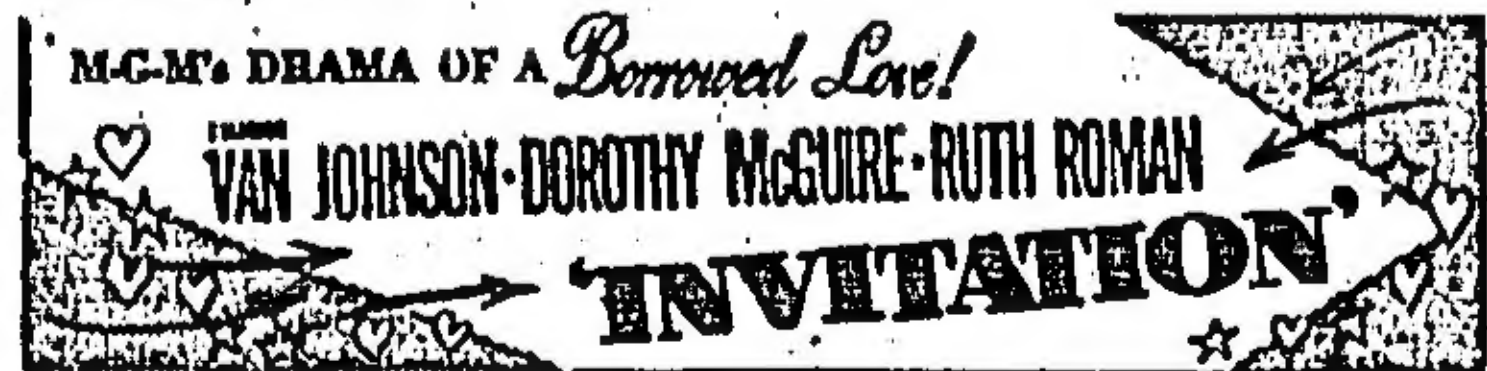 M-G-M's DRAMA OF A Borrowed Love!
VAN JOHNSON·DOROTHY McGUIRE·RUTH ROMAN
'INVITATION'